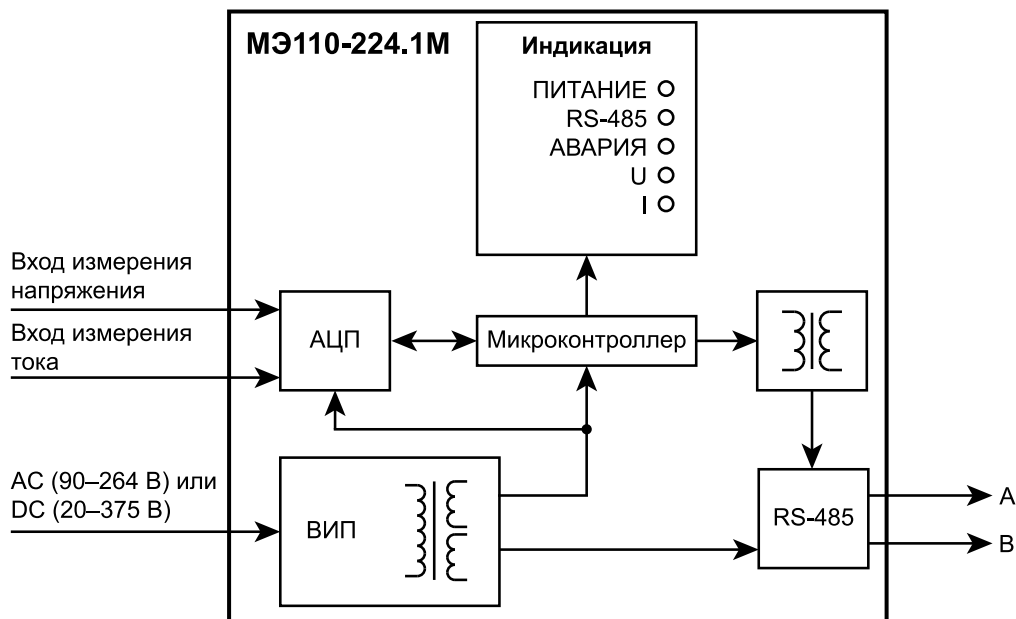 МЭ110-224.1М
Индикация
ПИТАНИЕ
RS-485
АВАРИЯ
U
I
Вход измерения
напряжения
Вход измерения
тока
АЦП
Микроконтроллер
AC (90–264 В) или
DC (20–375 В)
ВИП
RS-485
A
B